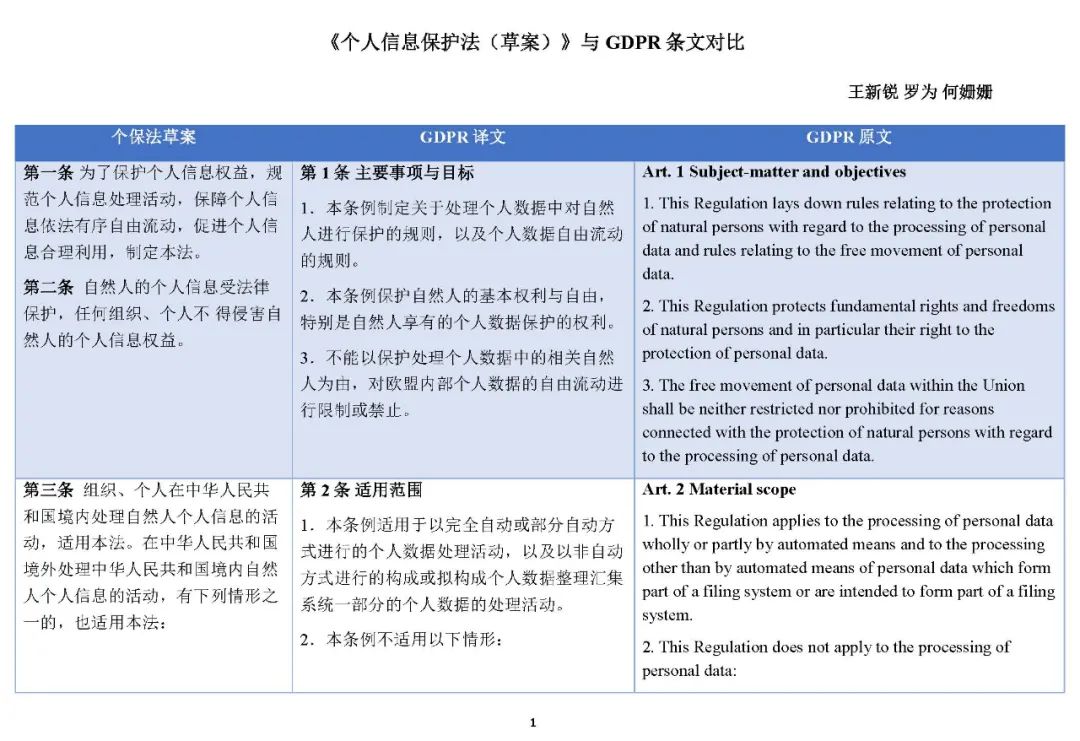 《个人信息保护法（草案）》与 GDPR 条文对比
王新锐 罗为 何姗姗
个保法草案
GDPR 译文
GDPR 原文
第一条 为了保护个人信息权益，规
范个人信息处理活动，保障个人信
息依法有序自由流动，促进个人信
息合理利用，制定本法。
第二条 自然人的个人信息受法律
保护，任何组织、个人不 得侵害自
然人的个人信息权益。
第 1 条 主要事项与目标
1．本条例制定关于处理个人数据中对自然
人进行保护的规则，以及个人数据自由流动
的规则。
2．本条例保护自然人的基本权利与自由，
特别是自然人享有的个人数据保护的权利。
3．不能以保护处理个人数据中的相关自然
人为由，对欧盟内部个人数据的自由流动进
行限制或禁止。
Art. 1 Subject-matter and objectives
1. This Regulation lays down rules relating to the protection
of natural persons with regard to the processing of personal
data and rules relating to the free movement of personal
data.
2. This Regulation protects fundamental rights and freedoms
of natural persons and in particular their right to the
protection of personal data.
3. The free movement of personal data within the Union
shall be neither restricted nor prohibited for reasons
connected with the protection of natural persons with regard
to the processing of personal data.
第三条 组织、个人在中华人民共
和国境内处理自然人个人信息的活
动，适用本法。在中华人民共和国
境外处理中华人民共和国境内自然
人个人信息的活动，有下列情形之
一的，也适用本法：
第 2 条 适用范围
1．本条例适用于以完全自动或部分自动方
式进行的个人数据处理活动，以及以非自动
方式进行的构成或拟构成个人数据整理汇集
系统一部分的个人数据的处理活动。
2．本条例不适用以下情形：
Art. 2 Material scope
1. This Regulation applies to the processing of personal data
wholly or partly by automated means and to the processing
other than by automated means of personal data which form
part of a filing system or are intended to form part of a filing
system.
2. This Regulation does not apply to the processing of
personal data:
1